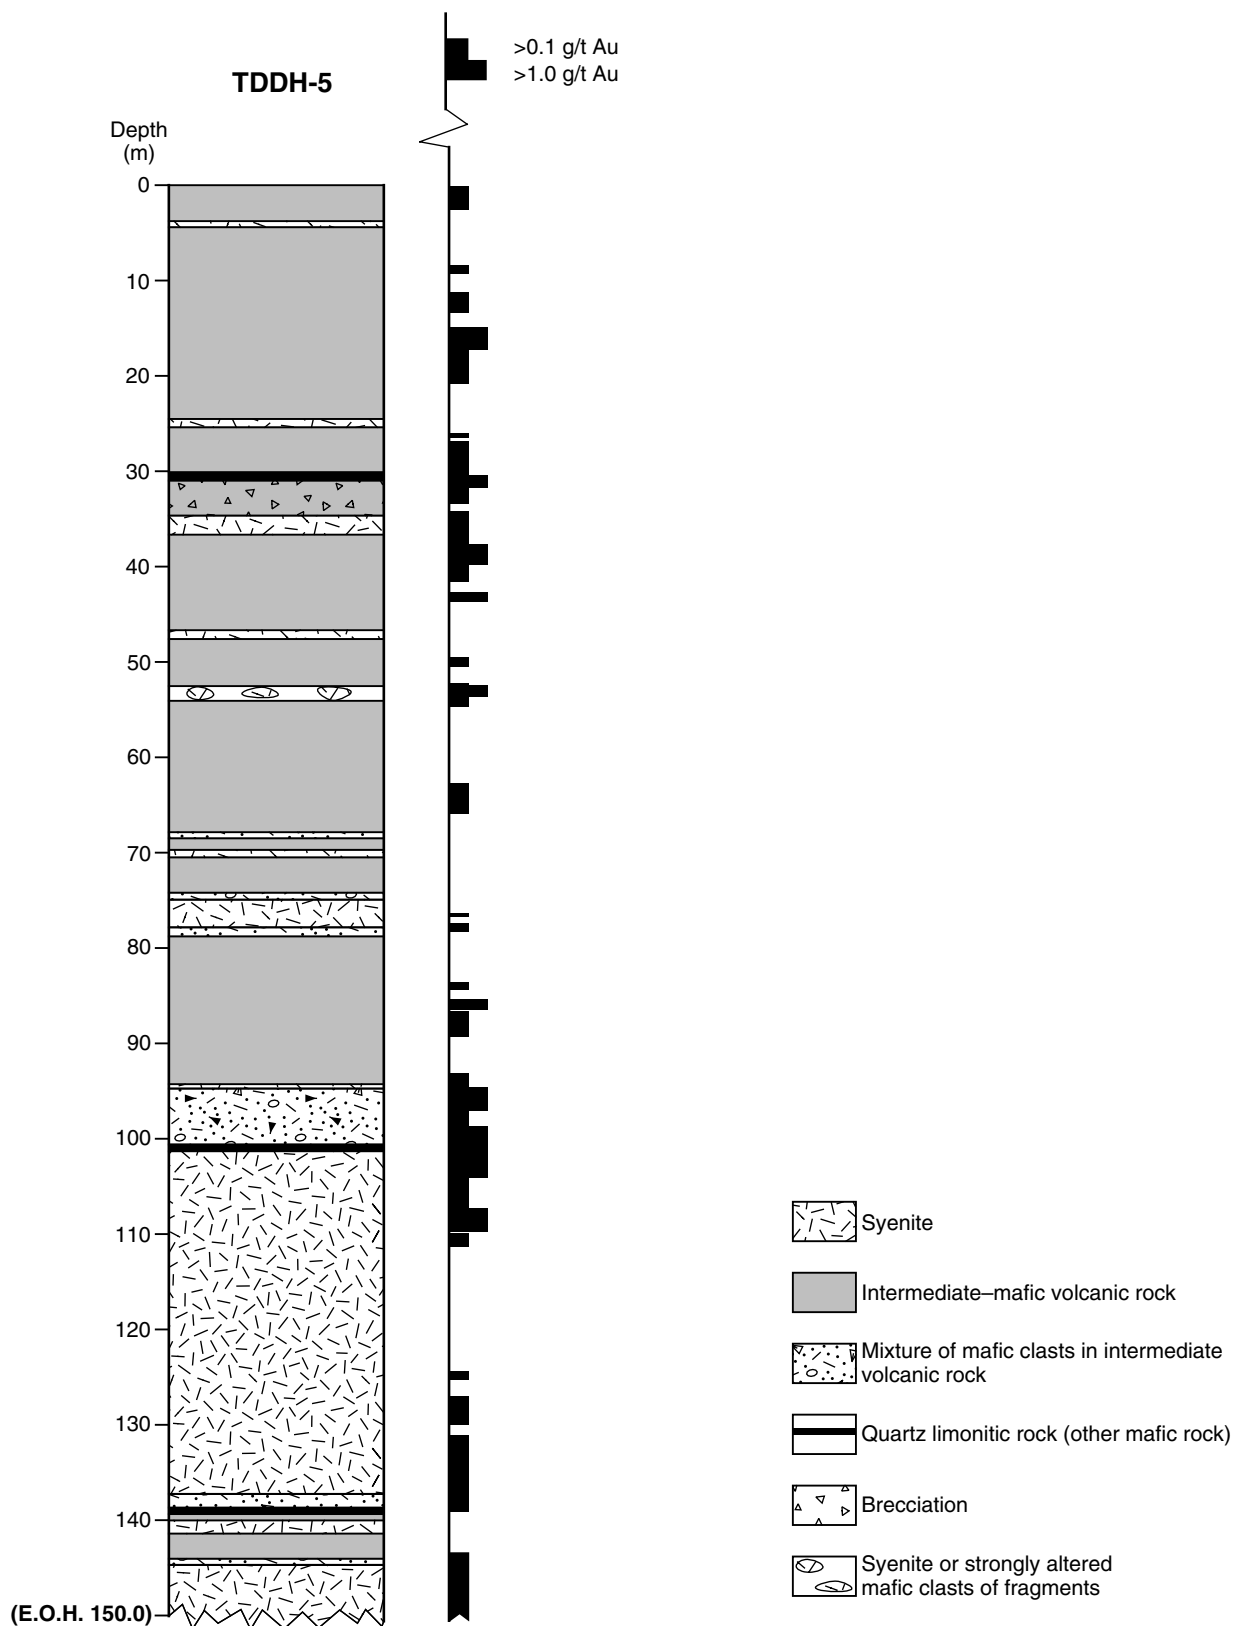 >0.1 g/t Au
>1.0 g/t Au
TDDH-5
Depth
(m)
0
10
20
30
40
50
60
70
80
90
100
110
120
130
140
(E.O.H. 150.0)
Syenite
Intermediate–mafic volcanic rock
Mixture of mafic clasts in intermediate
volcanic rock
Quartz limonitic rock (other mafic rock)
Brecciation
Syenite or strongly altered
mafic clasts of fragments